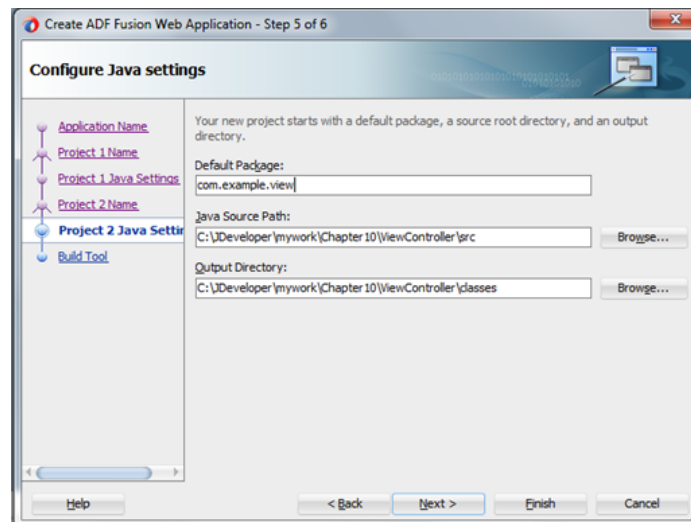 Create ADF Fusion Web Application - Step 5 of 6
Configure Java settings
Application Name
Project 1 Name
Project 1 Java Settings
Project 2 Name
Project 2 Java Settir
Build Tool
Your new project starts with a default package, a source root directory, and an output
directory.
Default Package:
com.example.view
Java Source Path:
C:\JDeveloper\mywork\Chapter10\ViewController\src
Browse...
Output Directory:
C:\JDeveloper\mywork\Chapter10\ViewController\classes
Browse...
Help
< Back
Next >
Finish
Cancel